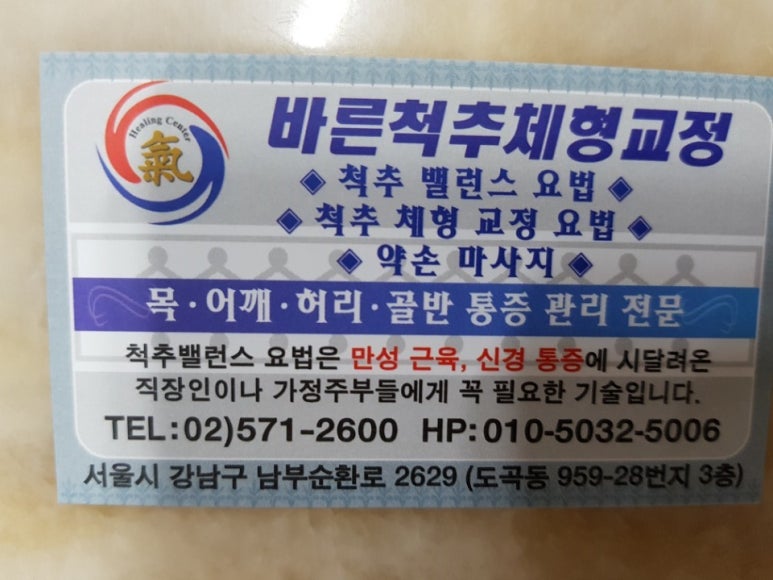 Healing Center
氣
바른척추체형교정
◈ 척추 밸런스 요법 ◈
◈ 척추 체형 교정 요법 ◈
◈ 약손 마사지 ◈
목·어깨·허리·골반 통증 관리 전문
척추밸런스 요법은 만성 근육, 신경 통증에 시달려온
직장인이나 가정주부들에게 꼭 필요한 기술입니다.
TEL:02)571-2600 HP:010-5032-5006
서울시 강남구 남부순환로 2629 (도곡동 959-28번지 3층)